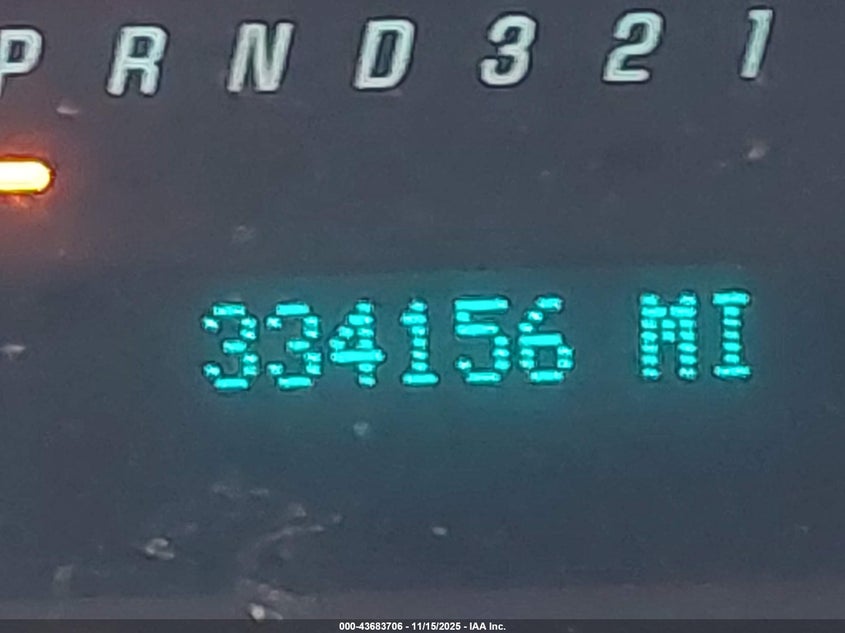 P R N D 3 2 1
334156 MI
000-43683706 - 11/15/2025 - IAA Inc.